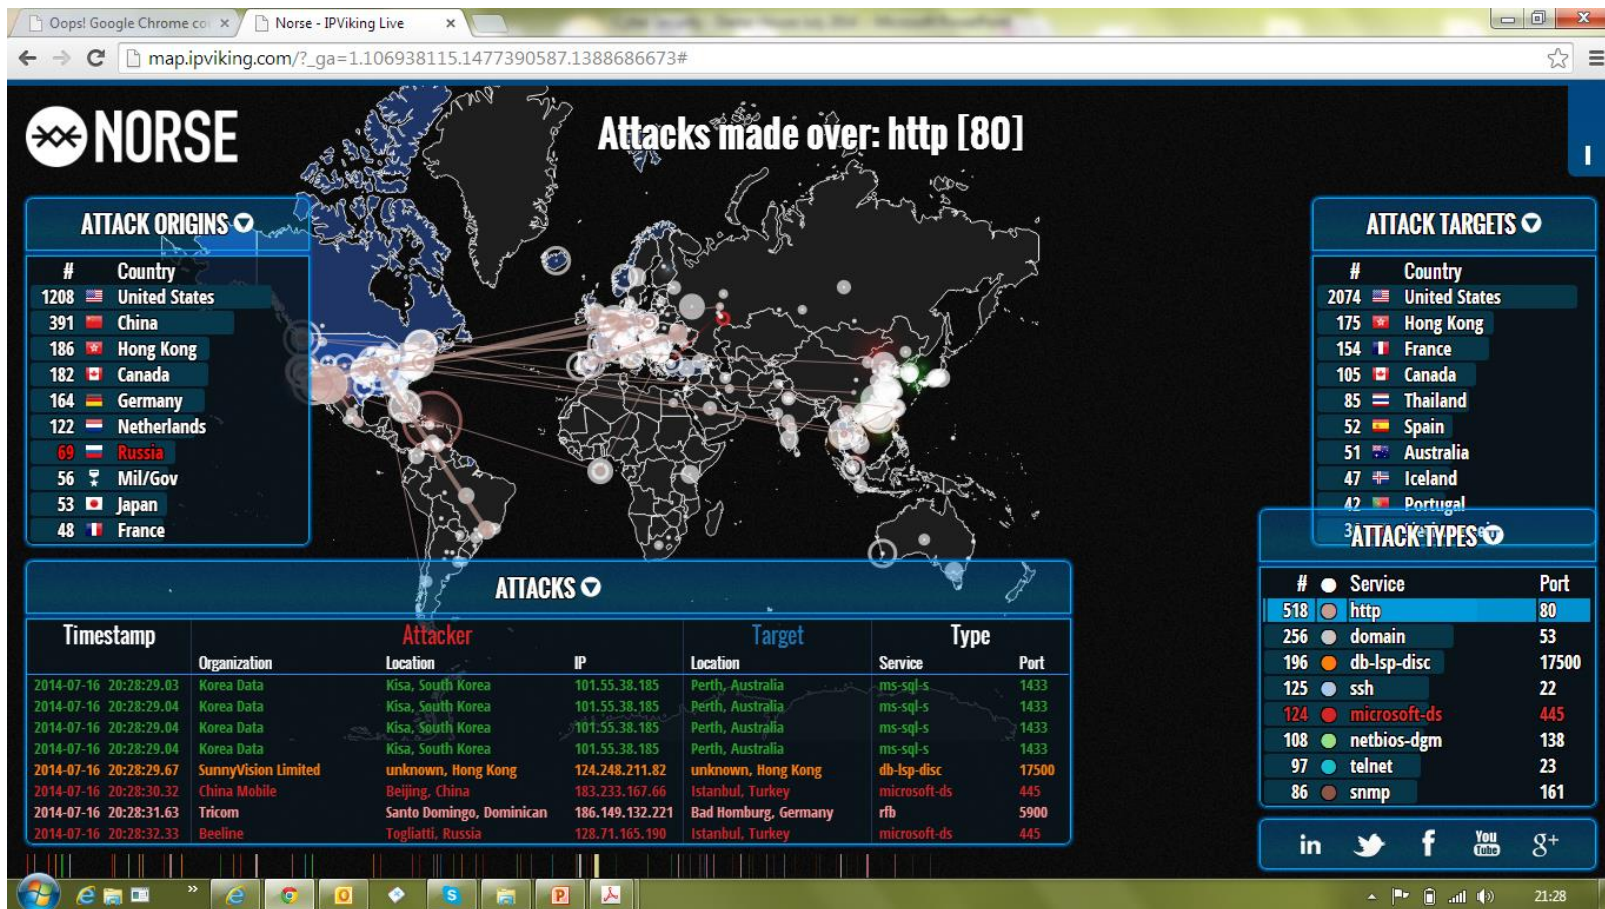 Oops! Google Chrome co
Norse - IPViking Live
map.ipviking.com/?_ga=1.106938115.1477390587.1388686673#
NORSE
Attacks made over: http [80]
ATTACK ORIGINS
# Country
1208 United States
391 China
186 Hong Kong
182 Canada
164 Germany
122 Netherlands
69 Russia
56 Mil/Gov
53 Japan
48 France
ATTACK TARGETS
# Country
2074 United States
175 Hong Kong
154 France
105 Canada
85 Thailand
52 Spain
51 Australia
47 Iceland
42 Portugal
ATTACK TYPES
# Service Port
518 http 80
256 domain 53
196 db-lsp-disc 17500
125 ssh 22
124 microsoft-ds 445
108 netbios-dgm 138
97 telnet 23
86 snmp 161
ATTACKS
Timestamp Attacker Target Type
Organization Location IP Location Service Port
2014-07-16 20:28:29.03 Korea Data Kisa, South Korea 101.55.38.185 Perth, Australia ms-sql-s 1433
2014-07-16 20:28:29.04 Korea Data Kisa, South Korea 101.55.38.185 Perth, Australia ms-sql-s 1433
2014-07-16 20:28:29.04 Korea Data Kisa, South Korea 101.55.38.185 Perth, Australia ms-sql-s 1433
2014-07-16 20:28:29.04 Korea Data Kisa, South Korea 101.55.38.185 Perth, Australia ms-sql-s 1433
2014-07-16 20:28:29.67 SunnyVision Limited unknown, Hong Kong 124.248.211.82 unknown, Hong Kong db-lsp-disc 17500
2014-07-16 20:28:30.32 China Mobile Beijing, China 183.233.167.66 Istanbul, Turkey microsoft-ds 445
2014-07-16 20:28:31.63 Tricom Santo Domingo, Dominican 186.149.132.221 Bad Homburg, Germany rfb 5900
2014-07-16 20:28:32.33 Beeline Togliatti, Russia 128.71.165.190 Istanbul, Turkey microsoft-ds 445
in f You Tube g+
21:28